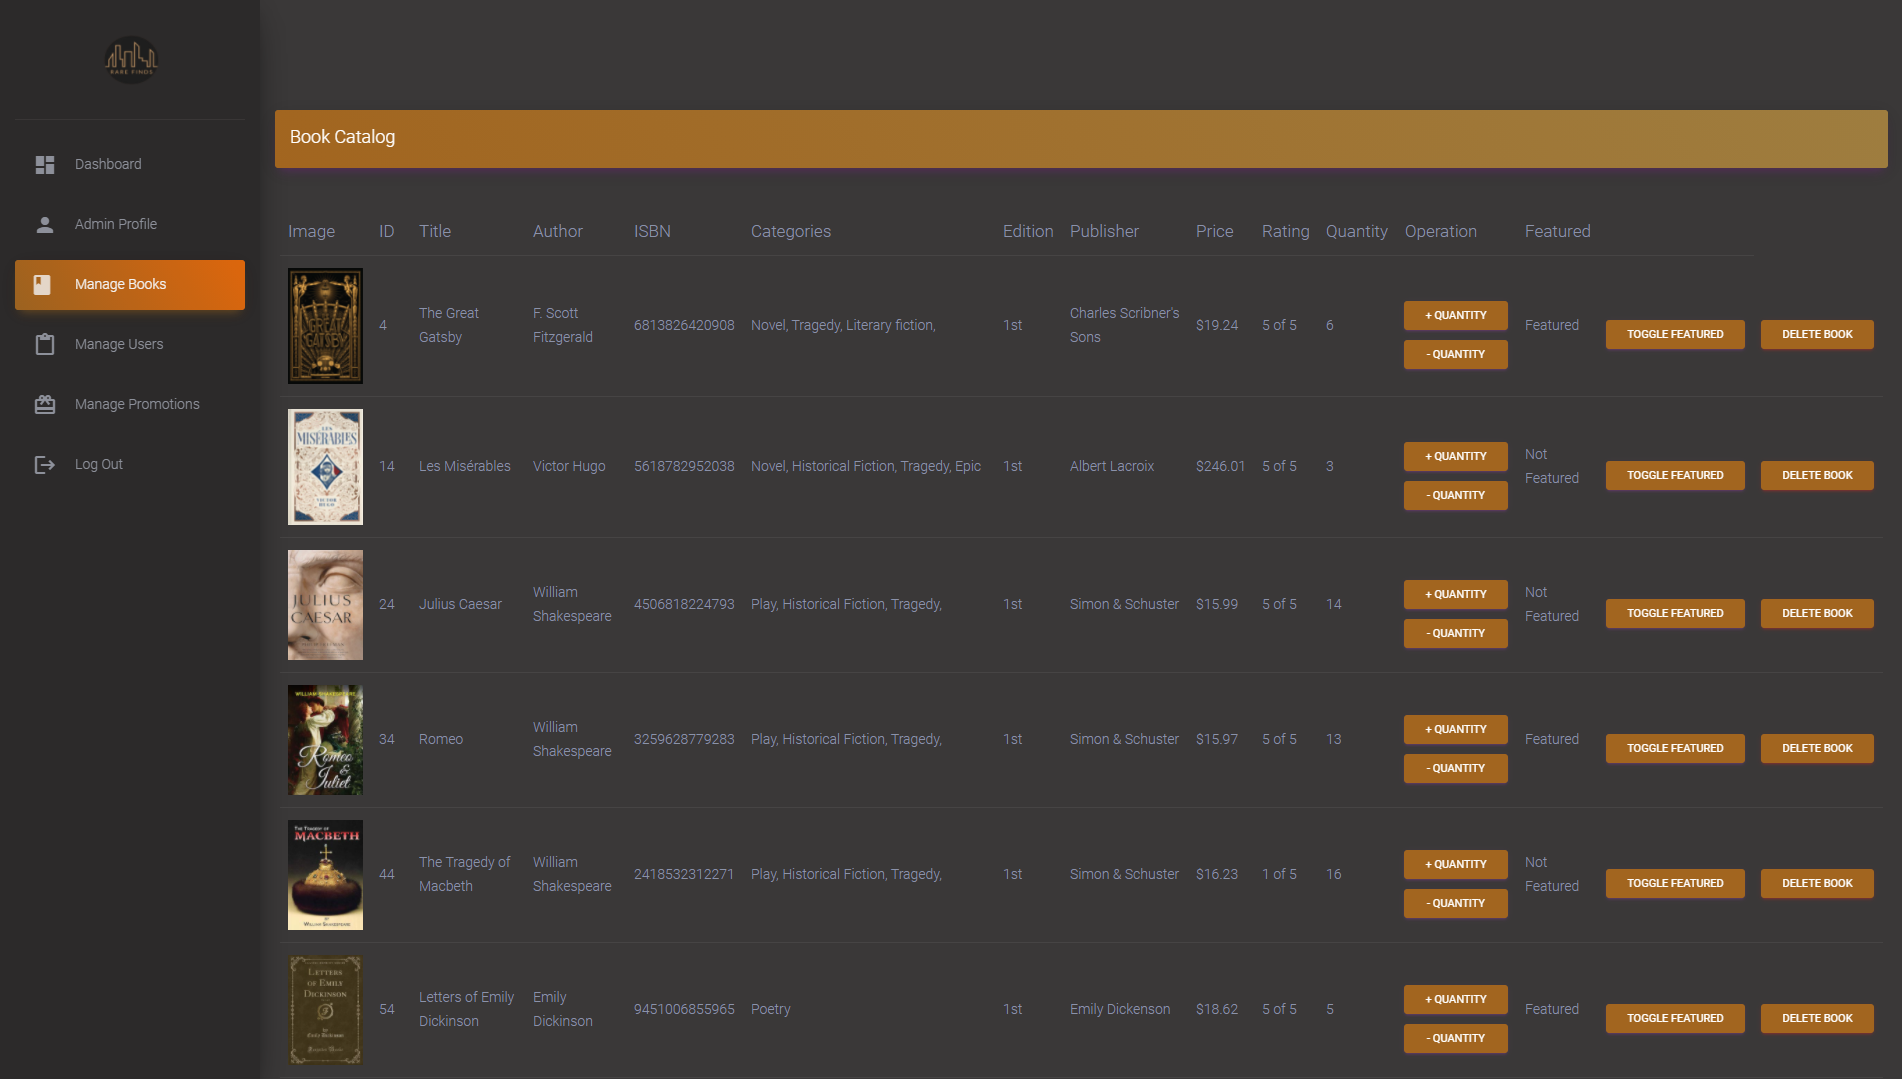 RARE FINDS
Dashboard
Admin Profile
Manage Books
Manage Users
Manage Promotions
Log Out
Book Catalog
Image ID Title Author ISBN Categories Edition Publisher Price Rating Quantity Operation Featured
GREAT
GATSBY
4
The Great
Gatsby
F. Scott
Fitzgerald
6813826420908
Novel, Tragedy, Literary fiction,
1st
Charles Scribner's
Sons
$19.24
5 of 5
6
+ QUANTITY
- QUANTITY
Featured
TOGGLE FEATURED
DELETE BOOK
LES
MISÉRABLES
VICTOR
HUGO
14
Les Misérables
Victor Hugo
5618782952038
Novel, Historical Fiction, Tragedy, Epic
1st
Albert Lacroix
$246.01
5 of 5
3
+ QUANTITY
- QUANTITY
Not
Featured
TOGGLE FEATURED
DELETE BOOK
JULIUS
CAESAR
24
Julius Caesar
William
Shakespeare
4506818224793
Play, Historical Fiction, Tragedy,
1st
Simon & Schuster
$15.99
5 of 5
14
+ QUANTITY
- QUANTITY
Not
Featured
TOGGLE FEATURED
DELETE BOOK
WILLIAM SHAKESPEARE
Romeo
&
Juliet
34
Romeo
William
Shakespeare
3259628779283
Play, Historical Fiction, Tragedy,
1st
Simon & Schuster
$15.97
5 of 5
13
+ QUANTITY
- QUANTITY
Featured
TOGGLE FEATURED
DELETE BOOK
THE TRAGEDY OF
MACBETH
BY
WILLIAM SHAKESPEARE
44
The Tragedy of
Macbeth
William
Shakespeare
2418532312271
Play, Historical Fiction, Tragedy,
1st
Simon & Schuster
$16.23
1 of 5
16
+ QUANTITY
- QUANTITY
Not
Featured
TOGGLE FEATURED
DELETE BOOK
LETTERS
OF EMILY
DICKINSON
54
Letters of Emily
Dickinson
Emily
Dickinson
9451006855965
Poetry
1st
Emily Dickenson
$18.62
5 of 5
5
+ QUANTITY
- QUANTITY
Featured
TOGGLE FEATURED
DELETE BOOK